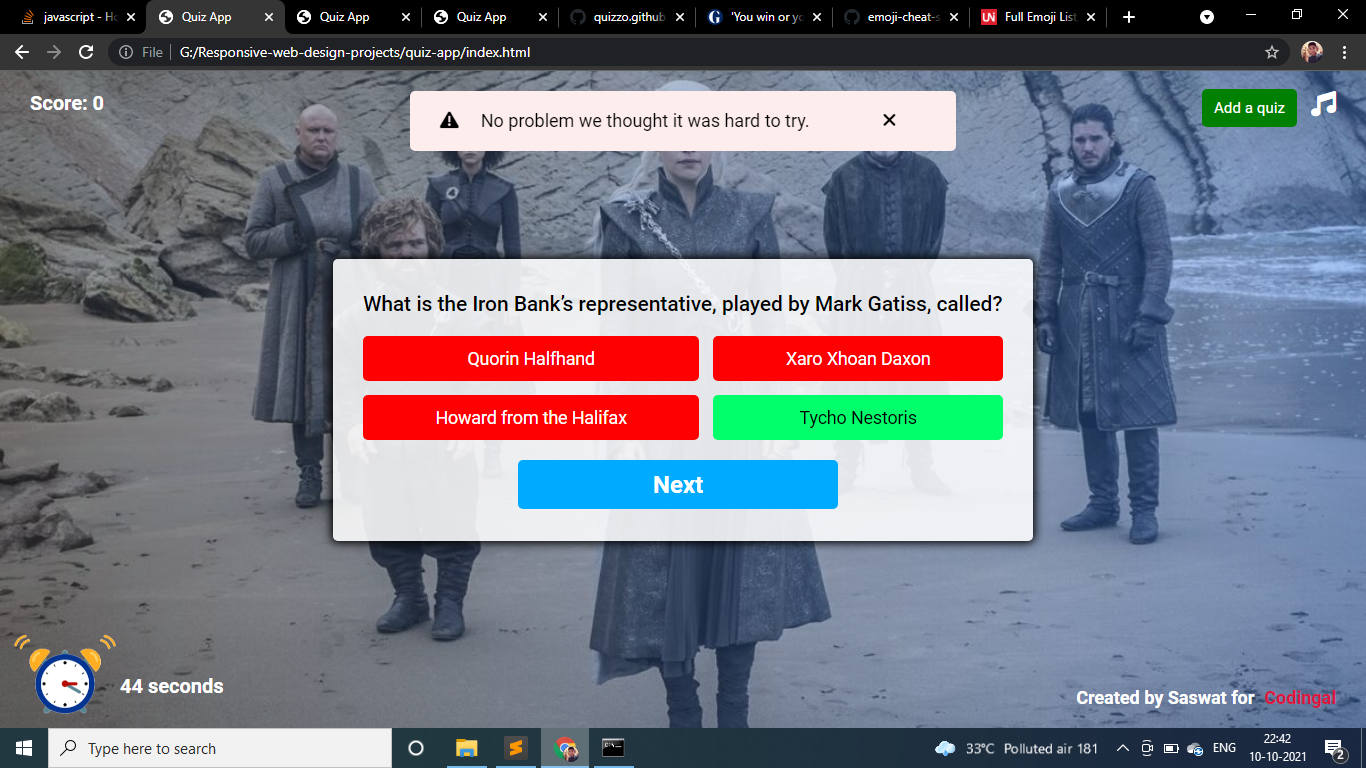 javascript - Ho
Quiz App
Quiz App
Quiz App
quizzo.github
'You win or yo
emoji-cheat-s
Full Emoji List
File
G:/Responsive-web-design-projects/quiz-app/index.html
Score: 0
No problem we thought it was hard to try.
Add a quiz
What is the Iron Bank’s representative, played by Mark Gatiss, called?
Quorin Halfhand
Xaro Xhoan Daxon
Howard from the Halifax
Tycho Nestoris
Next
44 seconds
Created by Saswat for Codingal
Type here to search
33°C Polluted air 181
ENG
22:42
10-10-2021
2